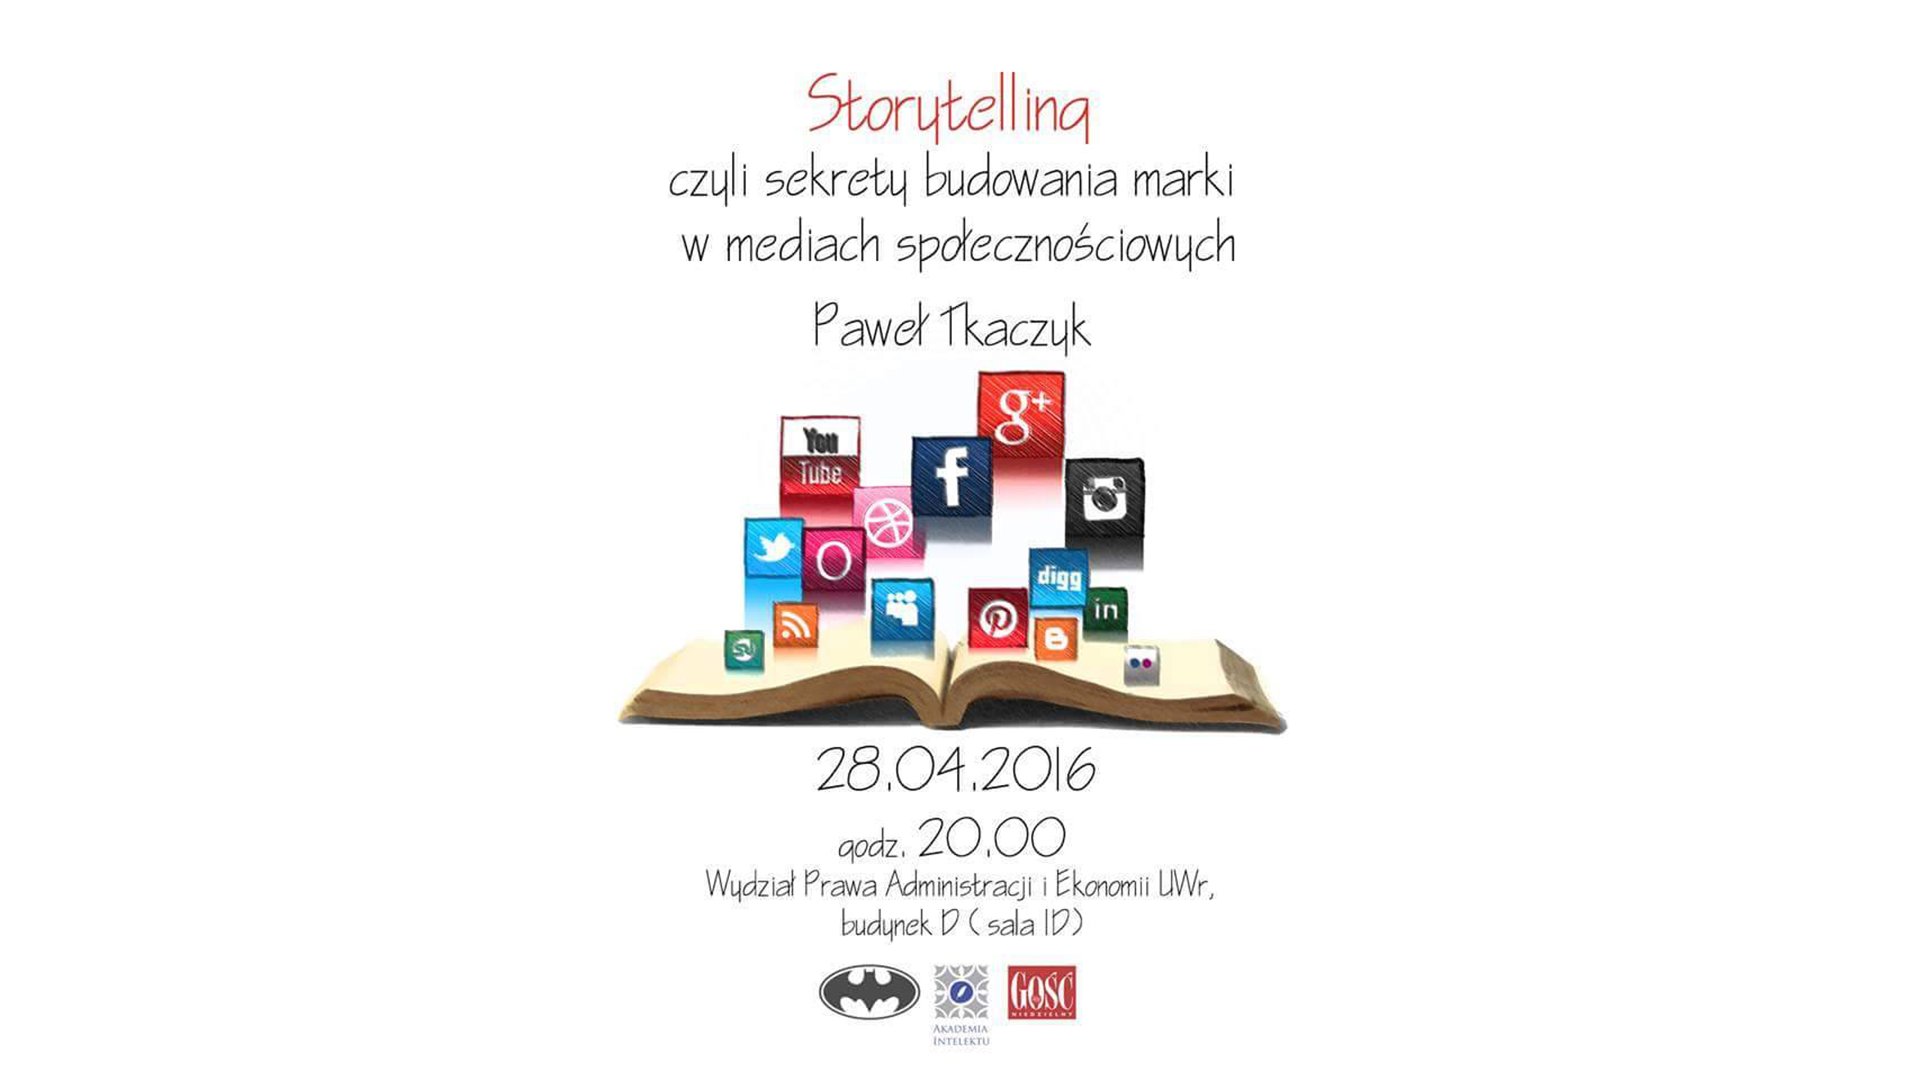 Storytelling
czyli sekrety budowania marki
w mediach społecznościowych
Paweł Tkaczyk
g+
You
Tube
f
digg
in
28.04.2016
godz. 20.00
Wydział Prawa Administracji i Ekonomii UWr,
budynek D ( sala 1D)
GOŚĆ
NIEDZIELNY
AKADEMIA
INTELEKTU